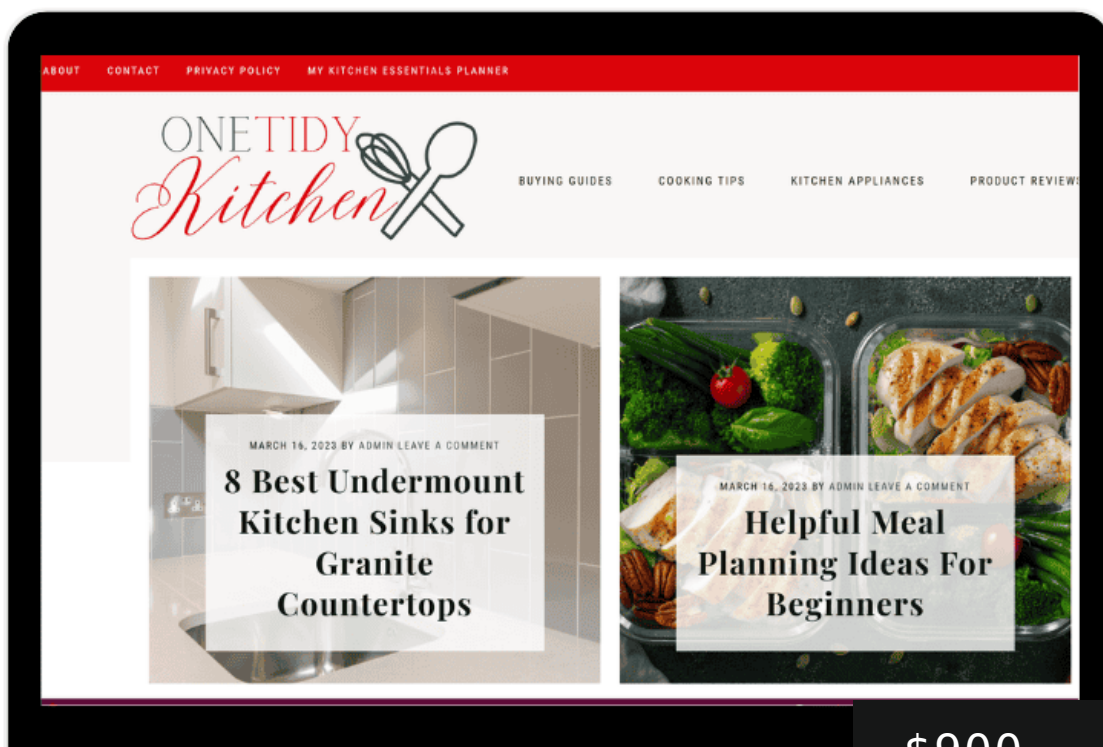 ABOUT CONTACT PRIVACY POLICY MY KITCHEN ESSENTIALS PLANNER
ONETIDY
Kitchen
BUYING GUIDES COOKING TIPS KITCHEN APPLIANCES PRODUCT REVIEWS
MARCH 16, 2023 BY ADMIN LEAVE A COMMENT
8 Best Undermount
Kitchen Sinks for
Granite
Countertops
MARCH 16, 2023 BY ADMIN LEAVE A COMMENT
Helpful Meal
Planning Ideas For
Beginners
$900